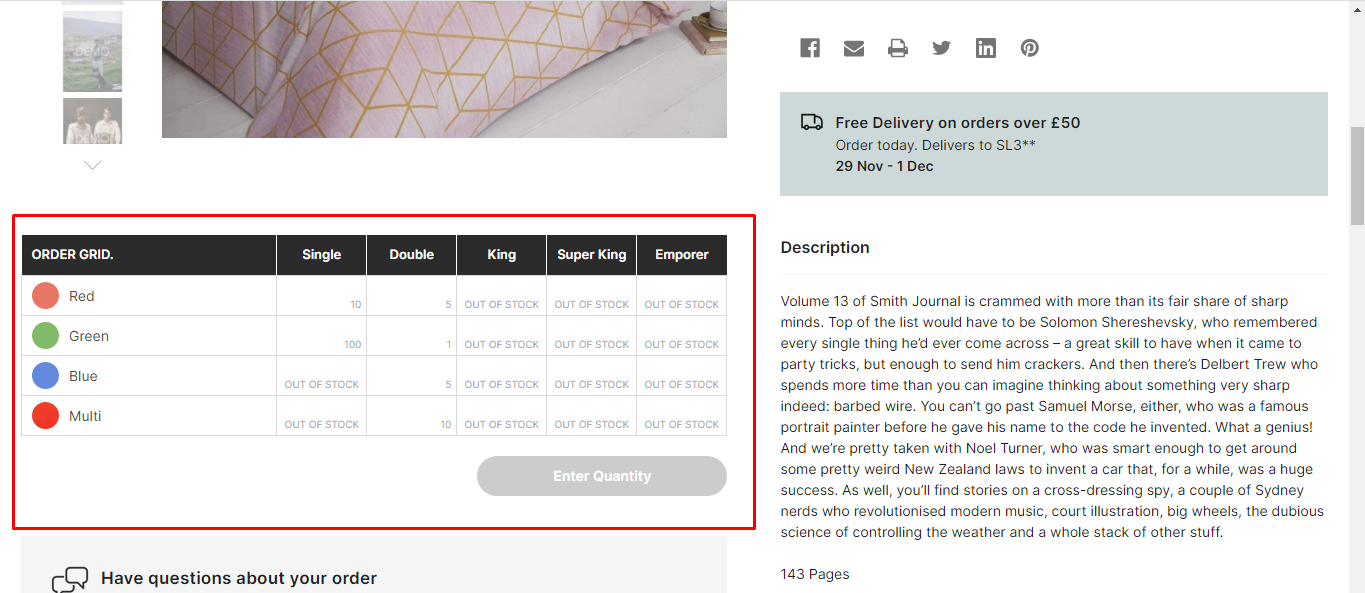 DEMO
Free Delivery on orders over £50
Order today. Delivers to SL3**
29 Nov - 1 Dec
ORDER GRID. Single Double King Super King Emporer
Red 10 5 OUT OF STOCK OUT OF STOCK OUT OF STOCK
Green 100 1 OUT OF STOCK OUT OF STOCK OUT OF STOCK
Blue OUT OF STOCK 5 OUT OF STOCK OUT OF STOCK OUT OF STOCK
Multi OUT OF STOCK 10 OUT OF STOCK OUT OF STOCK OUT OF STOCK
Enter Quantity
Have questions about your order
Description
Volume 13 of Smith Journal is crammed with more than its fair share of sharp
minds. Top of the list would have to be Solomon Shereshevsky, who remembered
every single thing he’d ever come across – a great skill to have when it came to
party tricks, but enough to send him crackers. And then there’s Delbert Trew who
spends more time than you can imagine thinking about something very sharp
indeed: barbed wire. You can’t go past Samuel Morse, either, who was a famous
portrait painter before he gave his name to the code he invented. What a genius!
And we’re pretty taken with Noel Turner, who was smart enough to get around
some pretty weird New Zealand laws to invent a car that, for a while, was a huge
success. As well, you’ll find stories on a cross-dressing spy, a couple of Sydney
nerds who revolutionised modern music, court illustration, big wheels, the dubious
science of controlling the weather and a whole stack of other stuff.
143 Pages